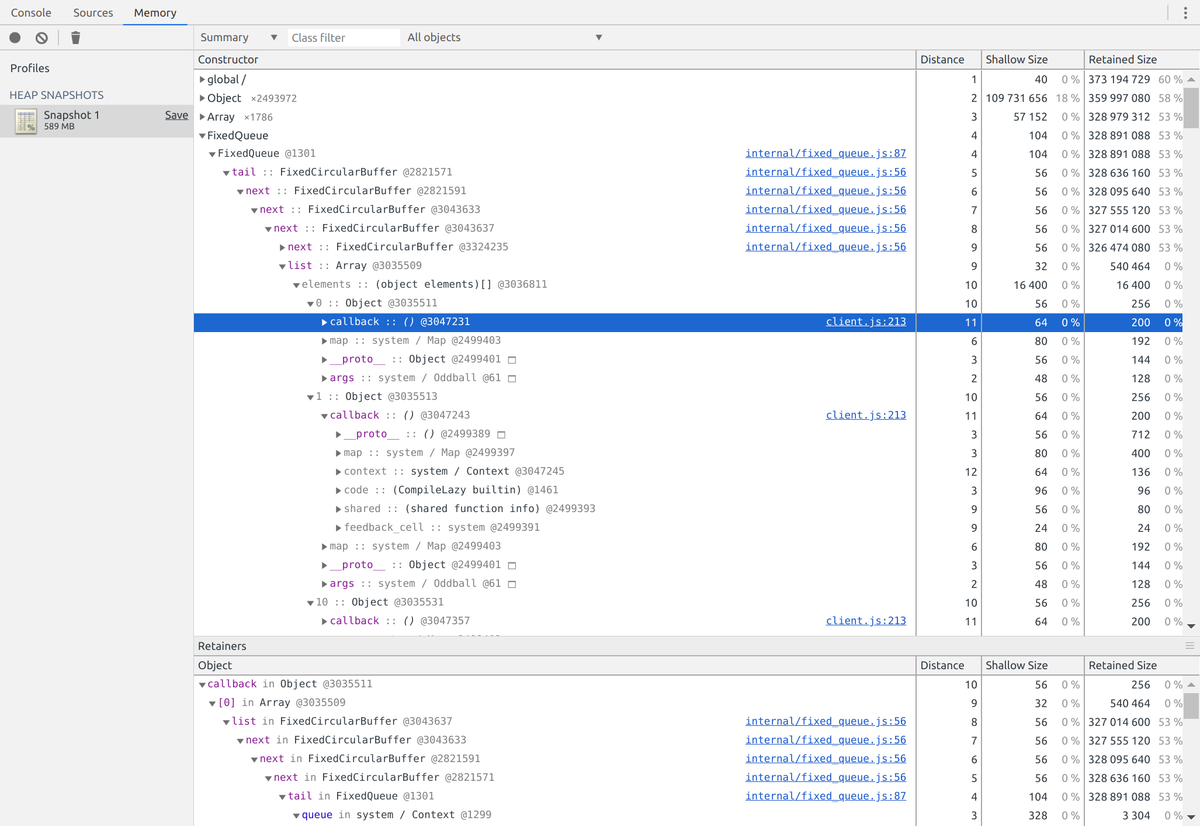 Console Sources Memory
Summary ▼ Class filter All objects ▼
Profiles
HEAP SNAPSHOTS
Snapshot 1 Save
589 MB
Constructor Distance Shallow Size Retained Size
▶global / 1 40 0 % 373 194 729 60 %
▶Object ×2493972 2 109 731 656 18 % 359 997 080 58 %
▶Array ×1786 3 57 152 0 % 328 979 312 53 %
▼FixedQueue 4 104 0 % 328 891 088 53 %
▼FixedQueue @1301 internal/fixed_queue.js:87 4 104 0 % 328 891 088 53 %
▼tail :: FixedCircularBuffer @2821571 internal/fixed_queue.js:56 5 56 0 % 328 636 160 53 %
▼next :: FixedCircularBuffer @2821591 internal/fixed_queue.js:56 6 56 0 % 328 095 640 53 %
▼next :: FixedCircularBuffer @3043633 internal/fixed_queue.js:56 7 56 0 % 327 555 120 53 %
▼next :: FixedCircularBuffer @3043637 internal/fixed_queue.js:56 8 56 0 % 327 014 600 53 %
▶next :: FixedCircularBuffer @3324235 internal/fixed_queue.js:56 9 56 0 % 326 474 080 53 %
▼list :: Array @3035509 9 32 0 % 540 464 0 %
▼elements :: (object elements)[] @3036811 10 16 400 0 % 16 400 0 %
▼0 :: Object @3035511 10 56 0 % 256 0 %
▶callback :: () @3047231 client.js:213 11 64 0 % 200 0 %
▶map :: system / Map @2499403 6 80 0 % 192 0 %
▶__proto__ :: Object @2499401 3 56 0 % 144 0 %
▶args :: system / Oddball @61 2 48 0 % 128 0 %
▼1 :: Object @3035513 10 56 0 % 256 0 %
▼callback :: () @3047243 client.js:213 11 64 0 % 200 0 %
▶__proto__ :: () @2499389 3 56 0 % 712 0 %
▶map :: system / Map @2499397 3 80 0 % 400 0 %
▶context :: system / Context @3047245 12 64 0 % 136 0 %
▶code :: (CompileLazy builtin) @1461 3 96 0 % 96 0 %
▶shared :: (shared function info) @2499393 9 56 0 % 80 0 %
▶feedback_cell :: system @2499391 9 24 0 % 24 0 %
▶map :: system / Map @2499403 6 80 0 % 192 0 %
▶__proto__ :: Object @2499401 3 56 0 % 144 0 %
▶args :: system / Oddball @61 2 48 0 % 128 0 %
▼10 :: Object @3035531 10 56 0 % 256 0 %
▶callback :: () @3047357 client.js:213 11 64 0 % 200 0 %
Retainers
Object Distance Shallow Size Retained Size
▼callback in Object @3035511 10 56 0 % 256 0 %
▼[0] in Array @3035509 9 32 0 % 540 464 0 %
▼list in FixedCircularBuffer @3043637 internal/fixed_queue.js:56 8 56 0 % 327 014 600 53 %
▼next in FixedCircularBuffer @3043633 internal/fixed_queue.js:56 7 56 0 % 327 555 120 53 %
▼next in FixedCircularBuffer @2821591 internal/fixed_queue.js:56 6 56 0 % 328 095 640 53 %
▼next in FixedCircularBuffer @2821571 internal/fixed_queue.js:56 5 56 0 % 328 636 160 53 %
▼tail in FixedQueue @1301 internal/fixed_queue.js:87 4 104 0 % 328 891 088 53 %
▼queue in system / Context @1299 3 328 0 % 3 304 0 %